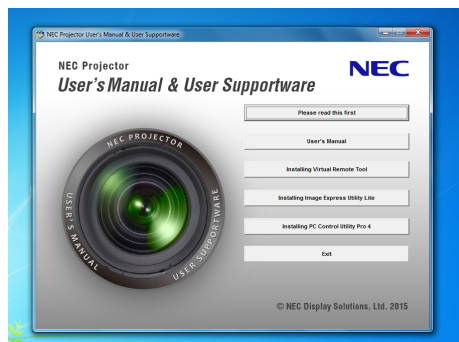 NEC Projector User's Manual & User Supportware
NEC Projector
NEC
User's Manual & User Supportware
Please read this first
User's Manual
Installing Virtual Remote Tool
Installing Image Express Utility Lite
Installing PC Control Utility Pro 4
Exit
NEC PROJECTOR
USER'S MANUAL
USER SUPPORTWARE
© NEC Display Solutions, Ltd. 2015